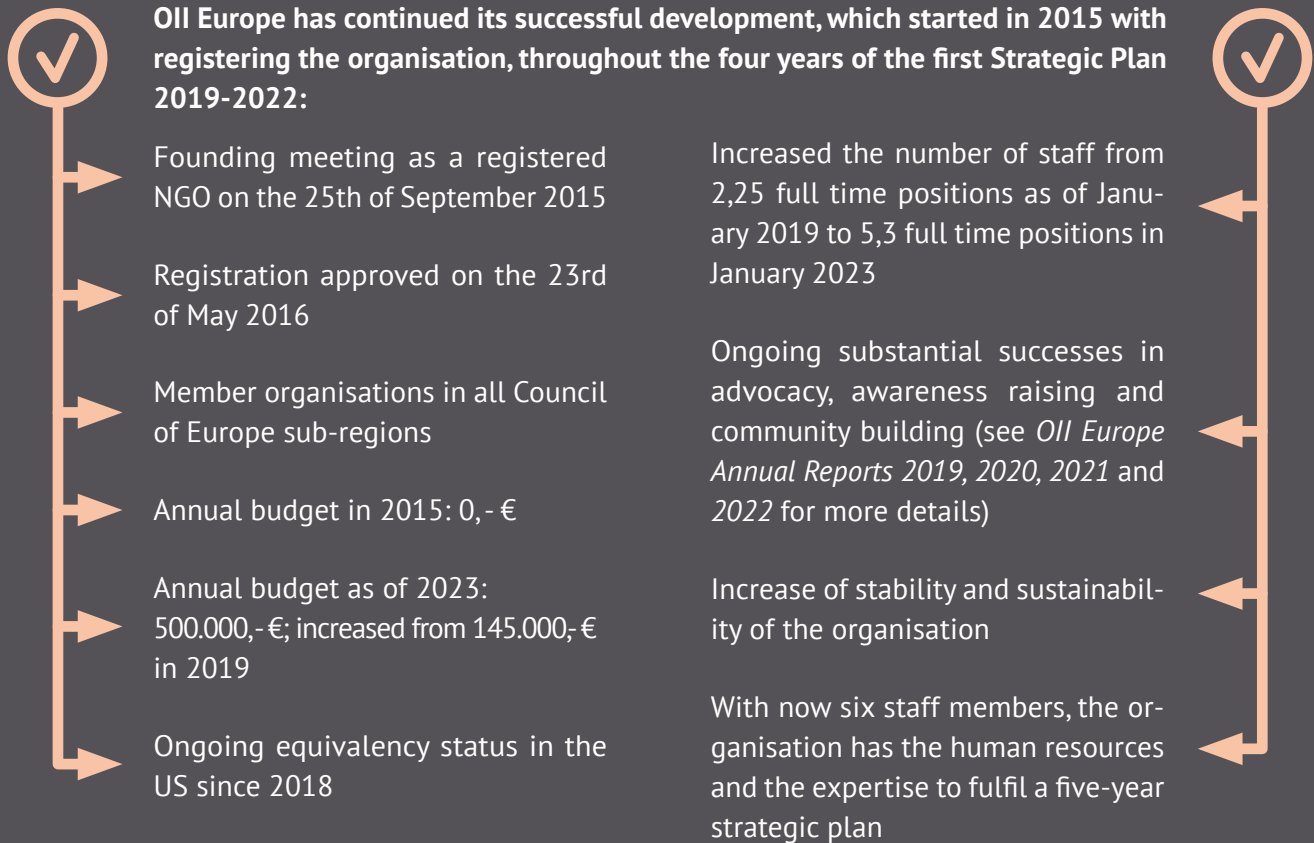 OII Europe has continued its successful development, which started in 2015 with
registering the organisation, throughout the four years of the first Strategic Plan
2019-2022:
Founding meeting as a registered
NGO on the 25th of September 2015
Registration approved on the 23rd
of May 2016
Member organisations in all Council
of Europe sub-regions
Annual budget in 2015: 0,- €
Annual budget as of 2023:
500.000,- €; increased from 145.000,- €
in 2019
Ongoing equivalency status in the
US since 2018
Increased the number of staff from
2,25 full time positions as of Janu-
ary 2019 to 5,3 full time positions in
January 2023
Ongoing substantial successes in
advocacy, awareness raising and
community building (see OII Europe
Annual Reports 2019, 2020, 2021 and
2022 for more details)
Increase of stability and sustainabil-
ity of the organisation
With now six staff members, the or-
ganisation has the human resources
and the expertise to fulfil a five-year
strategic plan